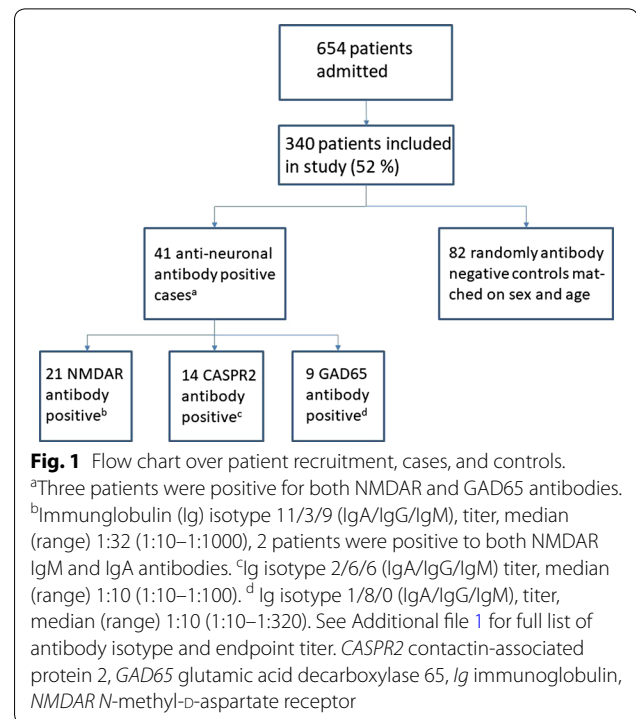 654 patients
admitted
340 patients included
in study (52 %)
41 anti-neuronal
antibody positive
casesᵃ
82 randomly antibody
negative controls mat-
ched on sex and age
21 NMDAR
antibody
positiveᵇ
14 CASPR2
antibody
positiveᶜ
9 GAD65
antibody
positiveᵈ
Fig. 1 Flow chart over patient recruitment, cases, and controls.
ᵃThree patients were positive for both NMDAR and GAD65 antibodies.
ᵇImmunglobulin (Ig) isotype 11/3/9 (IgA/IgG/IgM), titer, median
(range) 1:32 (1:10–1:1000), 2 patients were positive to both NMDAR
IgM and IgA antibodies. ᶜIg isotype 2/6/6 (IgA/IgG/IgM) titer, median
(range) 1:10 (1:10–1:100). ᵈ Ig isotype 1/8/0 (IgA/IgG/IgM), titer,
median (range) 1:10 (1:10–1:320). See Additional file 1 for full list of
antibody isotype and endpoint titer. CASPR2 contactin-associated
protein 2, GAD65 glutamic acid decarboxylase 65, Ig immunoglobulin,
NMDAR N-methyl-D-aspartate receptor